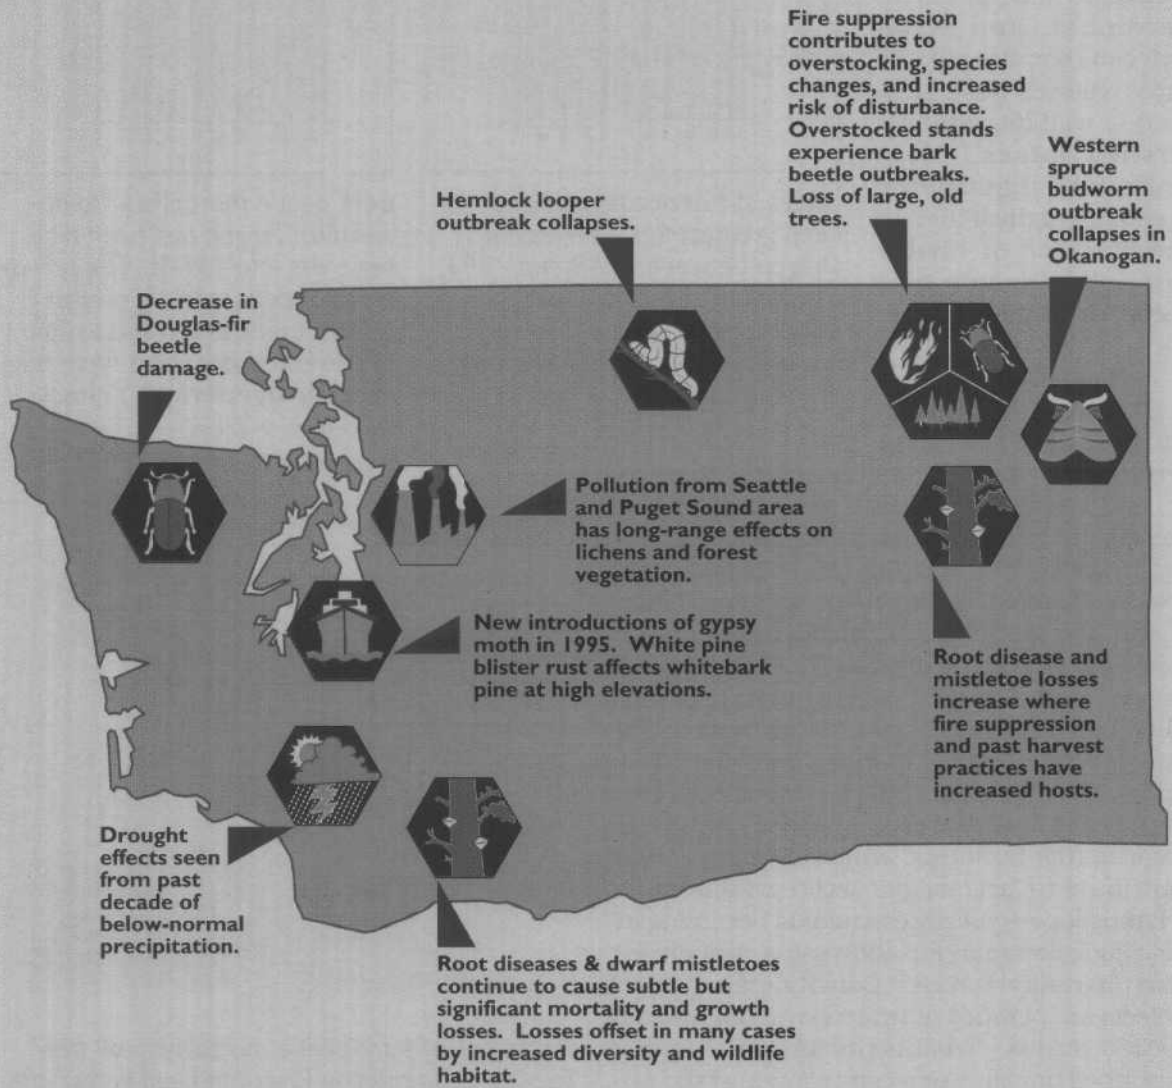 Fire suppression
contributes to
overstocking, species
changes, and increased
risk of disturbance.
Overstocked stands
experience bark
beetle outbreaks.
Loss of large, old
trees.
Western
spruce
budworm
outbreak
collapses in
Okanogan.
Hemlock looper
outbreak collapses.
Decrease in
Douglas-fir
beetle
damage.
Pollution from Seattle
and Puget Sound area
has long-range effects on
lichens and forest
vegetation.
New introductions of gypsy
moth in 1995. White pine
blister rust affects whitebark
pine at high elevations.
Root disease and
mistletoe losses
increase where
fire suppression
and past harvest
practices have
increased hosts.
Drought
effects seen
from past
decade of
below-normal
precipitation.
Root diseases & dwarf mistletoes
continue to cause subtle but
significant mortality and growth
losses. Losses offset in many cases
by increased diversity and wildlife
habitat.